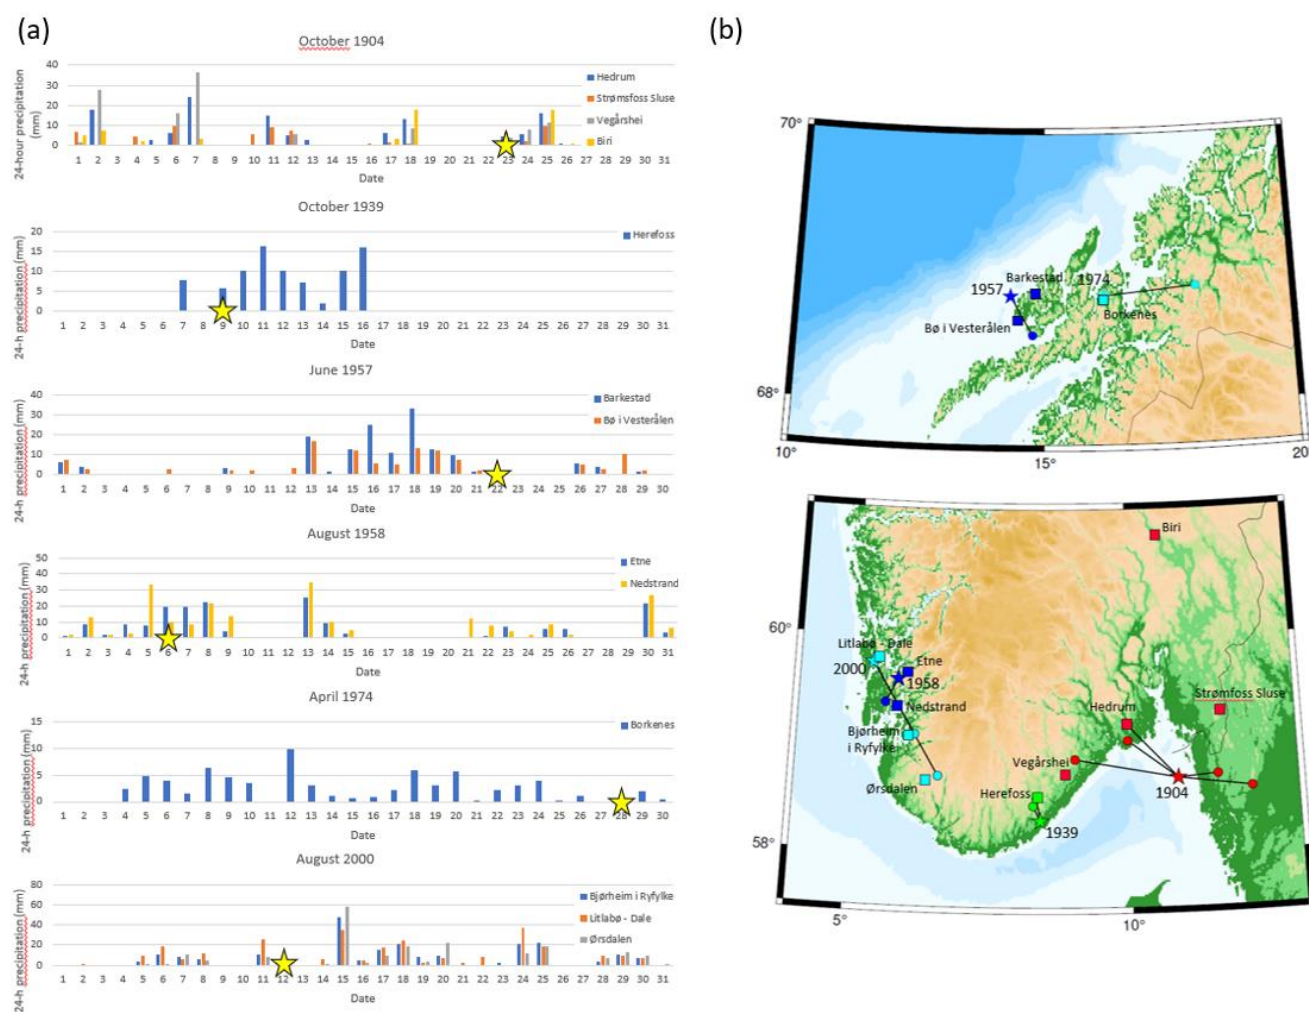 (a)
October 1904
24-hour precipitation
(mm)
40
30
20
10
0
1 2 3 4 5 6 7 8 9 10 11 12 13 14 15 16 17 18 19 20 21 22 23 24 25 26 27 28 29 30 31
Date
Hedrum
Strømsfoss Sluse
Vegårshei
Biri
October 1939
24-h precipitation (mm)
20
15
10
5
0
1 2 3 4 5 6 7 8 9 10 11 12 13 14 15 16 17 18 19 20 21 22 23 24 25 26 27 28 29 30 31
Date
Herefoss
June 1957
24-h precipitation (mm)
40
30
20
10
0
1 2 3 4 5 6 7 8 9 10 11 12 13 14 15 16 17 18 19 20 21 22 23 24 25 26 27 28 29 30
Date
Barkestad
Bø i Vesterålen
August 1958
24-h precipitation (mm)
50
40
30
20
10
0
1 2 3 4 5 6 7 8 9 10 11 12 13 14 15 16 17 18 19 20 21 22 23 24 25 26 27 28 29 30 31
Date
Etne
Nedstrand
April 1974
24-h precipitation (mm)
15
10
5
0
1 2 3 4 5 6 7 8 9 10 11 12 13 14 15 16 17 18 19 20 21 22 23 24 25 26 27 28 29 30
Date
Borkenes
August 2000
24-h precipitation (mm)
80
60
40
20
0
1 2 3 4 5 6 7 8 9 10 11 12 13 14 15 16 17 18 19 20 21 22 23 24 25 26 27 28 29 30 31
Date
Bjørheim i Ryfylke
Litlabø - Dale
Ørsdalen
(b)
70°
Barkestad
1974
1957
Borkenes
Bø i Vesterålen
68°
10°
15°
20
Biri
60°
Litlabø - Dale
2000
Etne
1958
Nedstrand
Strømfoss Sluse
Hedrum
Bjørheim
i Ryfylke
Vegårshei
Ørsdalen
Herefoss
1904
1939
58°
5°
10°